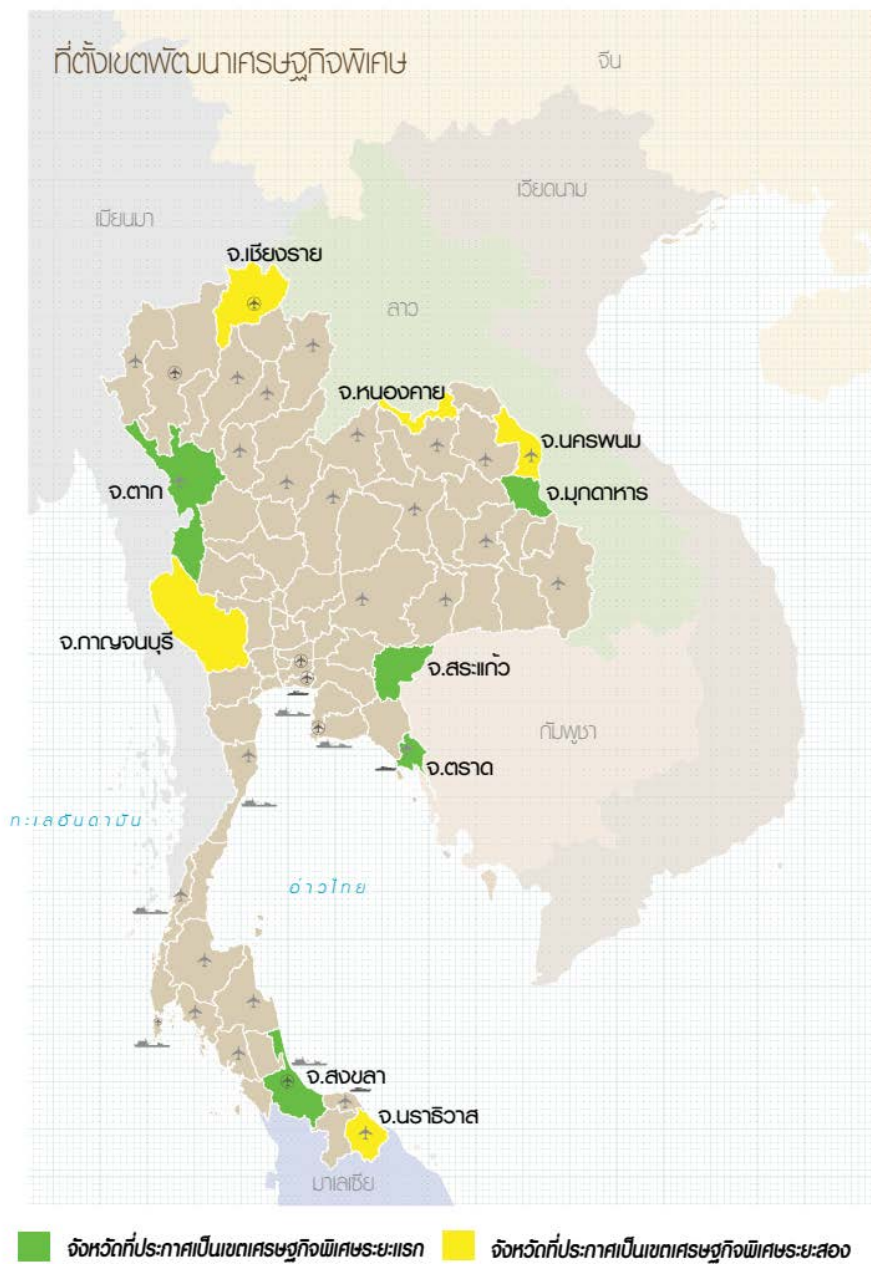 ที่ตั้งเขตพัฒนาเศรษฐกิจพิเศษ
จีน
เวียดนาม
เมียนมา
จ.เชียงราย
ลาว
จ.หนองคาย
จ.นครพนม
จ.ตาก
จ.มุกดาหาร
จ.กาญจนบุรี
จ.สระแก้ว
กัมพูชา
จ.ตราด
ทะเลอันดามัน
อ่าวไทย
จ.สงขลา
จ.นราธิวาส
มาเลเซีย
จังหวัดที่ประกาศเป็นเขตเศรษฐกิจพิเศษระยะแรก
จังหวัดที่ประกาศเป็นเขตเศรษฐกิจพิเศษระยะสอง